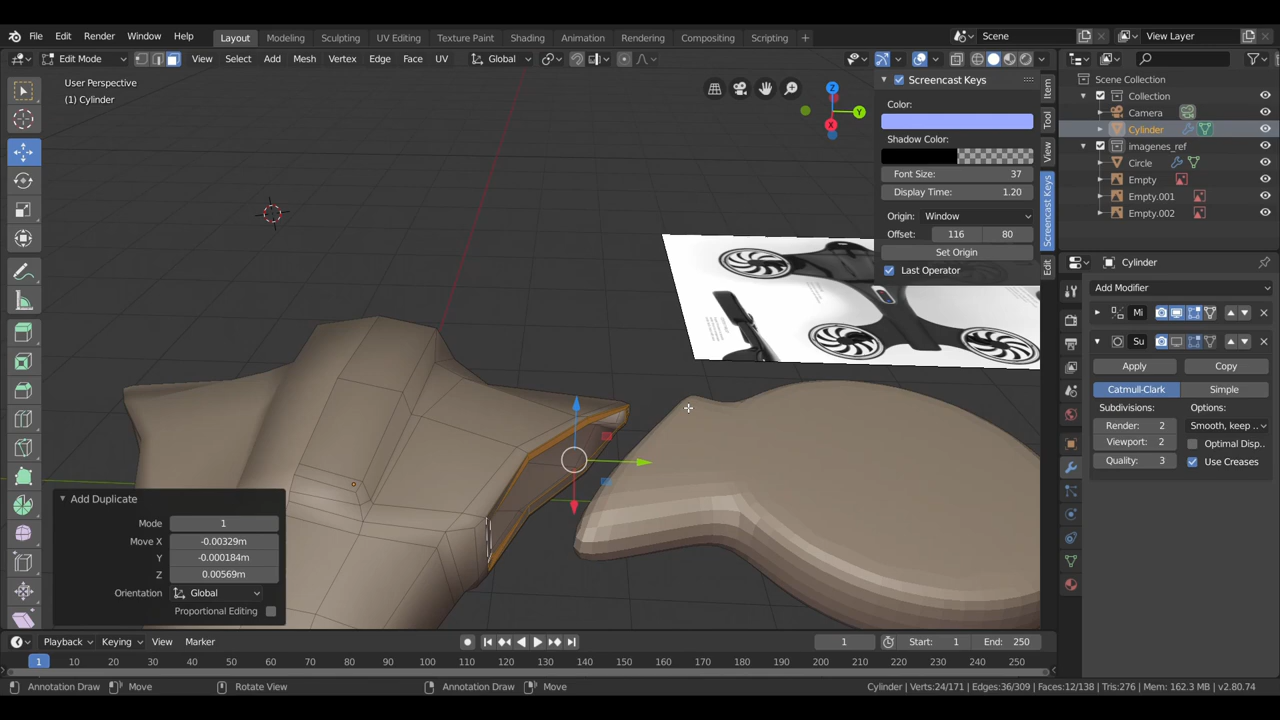 File Edit Render Window Help
Layout Modeling Sculpting UV Editing Texture Paint Shading Animation Rendering Compositing Scripting +
Scene View Layer
Edit Mode View Select Add Mesh Vertex Edge Face UV Global
User Perspective
(1) Cylinder
Screencast Keys
Color:
Shadow Color:
Font Size: 37
Display Time: 1.20
Origin: Window
Offset: 116 80
Set Origin
Last Operator
Item
Tool
View
Screencast Keys
Edit
Z
Y
X
Scene Collection
Collection
Camera
Cylinder
imagenes_ref
Circle
Empty
Empty.001
Empty.002
Cylinder
Add Modifier
Mi
Su
Apply Copy
Catmull-Clark Simple
Subdivisions: Options:
Render: 2 Smooth, keep ..
Viewport: 2 Optimal Disp..
Quality: 3 Use Creases
Add Duplicate
Mode 1
Move X -0.00329m
Y -0.000184m
Z 0.00569m
Orientation Global
Proportional Editing
Playback Keying View Marker
1 Start: 1 End: 250
1 10 20 30 40 50 60 70 80 90 100 110 120 130 140 150 160 170 180 190 200 210 220 230 240 250
Annotation Draw Move Rotate View Annotation Draw Move
Cylinder | Verts:24/171 | Edges:36/309 | Faces:12/138 | Tris:276 | Mem: 162.3 MB | v2.80.74